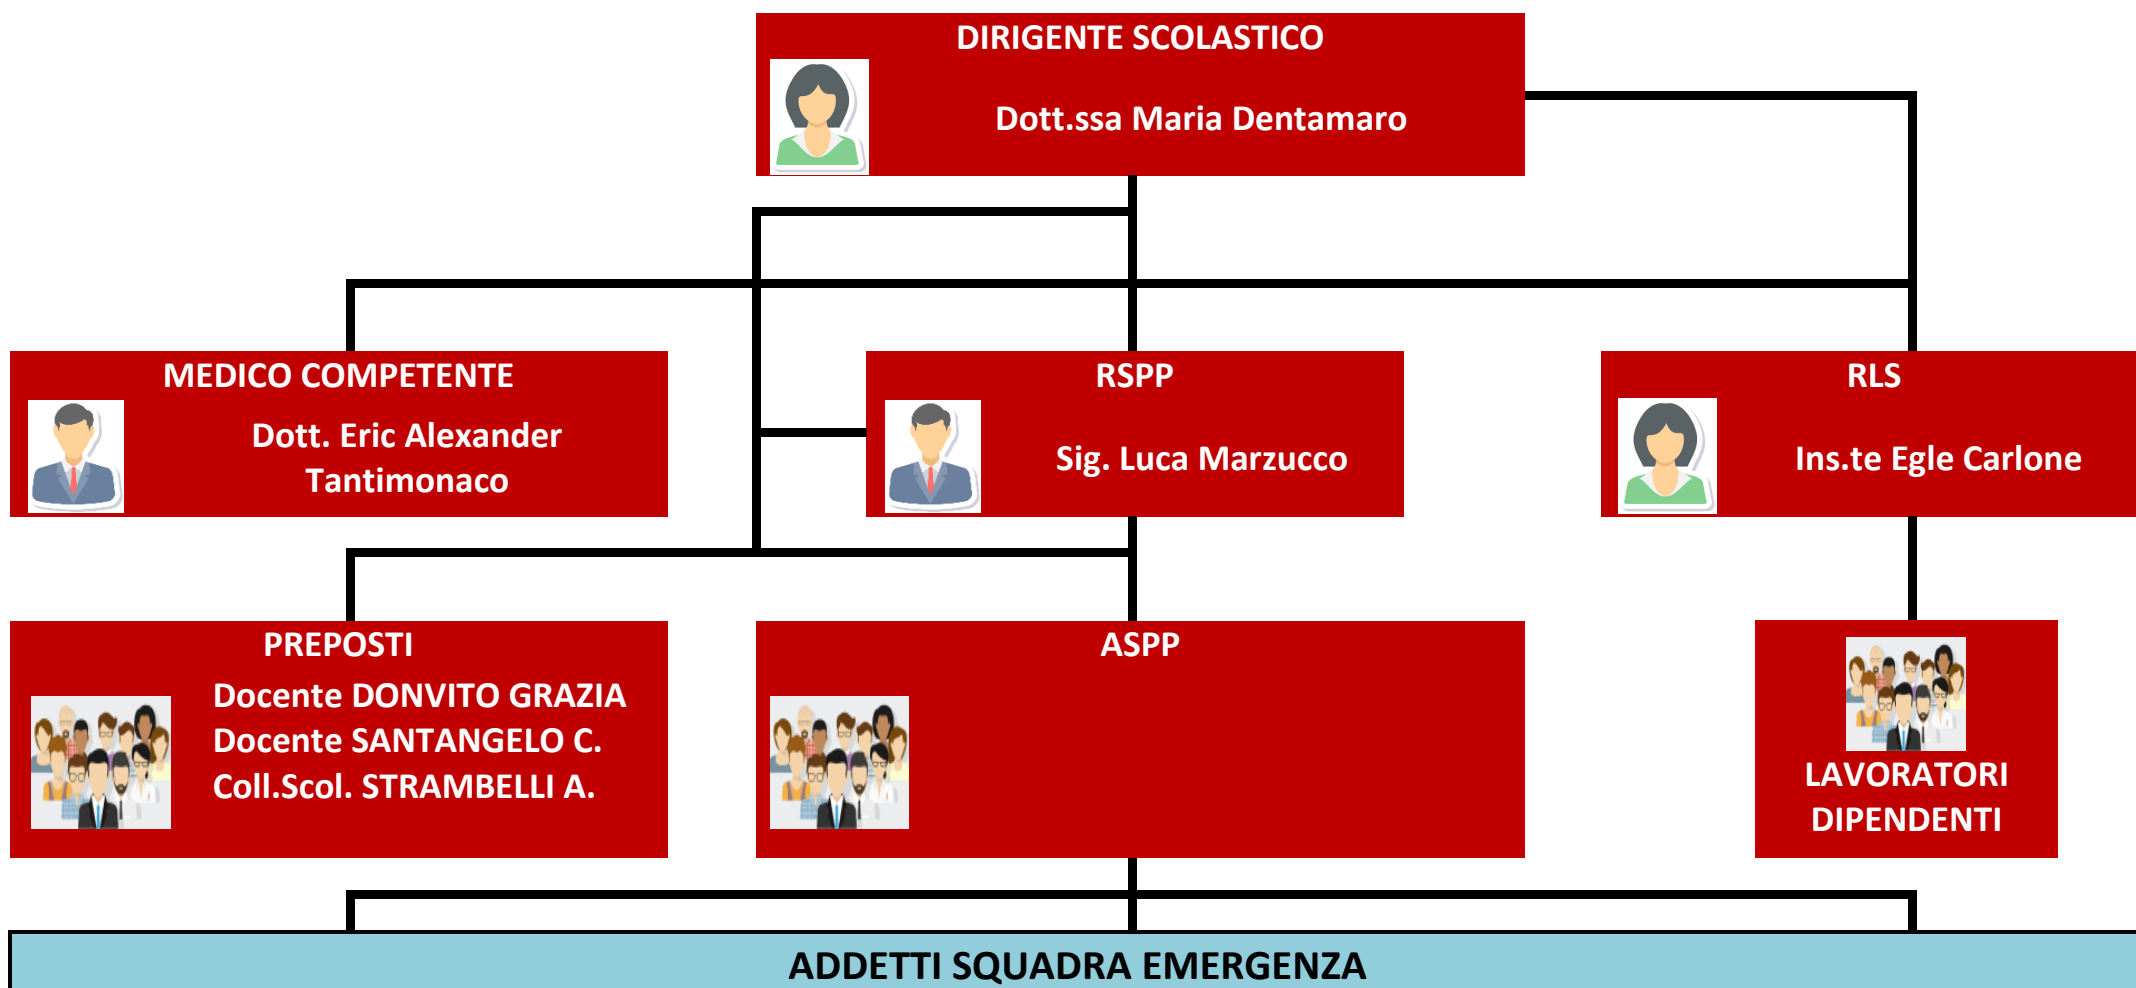 DIRIGENTE SCOLASTICO
Dott.ssa Maria Dentamaro
MEDICO COMPETENTE
Dott. Eric Alexander
Tantimonaco
RSPP
Sig. Luca Marzucco
RLS
Ins.te Egle Carlone
PREPOSTI
Docente DONVITO GRAZIA
Docente SANTANGELO C.
Coll.Scol. STRAMBELLI A.
ASPP
LAVORATORI
DIPENDENTI
ADDETTI SQUADRA EMERGENZA